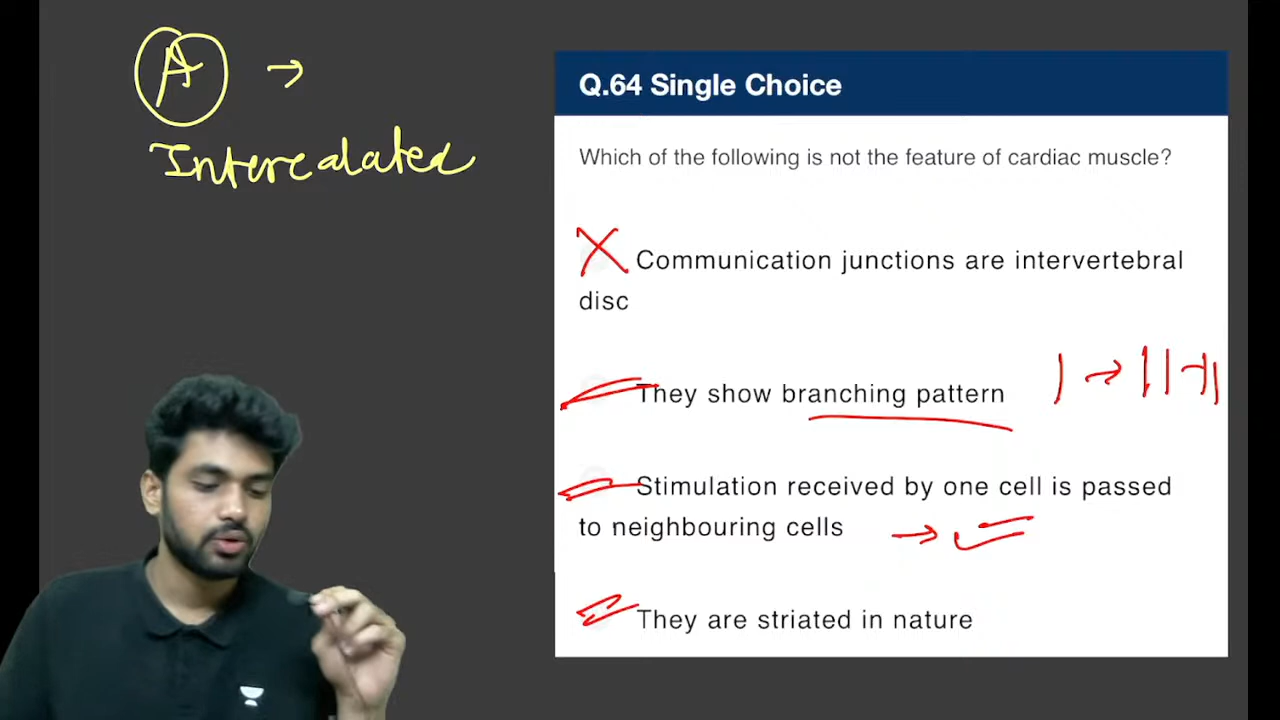 A →
Intercalated
Q.64 Single Choice
Which of the following is not the feature of cardiac muscle?
Communication junctions are intervertebral
disc
They show branching pattern
Stimulation received by one cell is passed
to neighbouring cells →
They are striated in nature